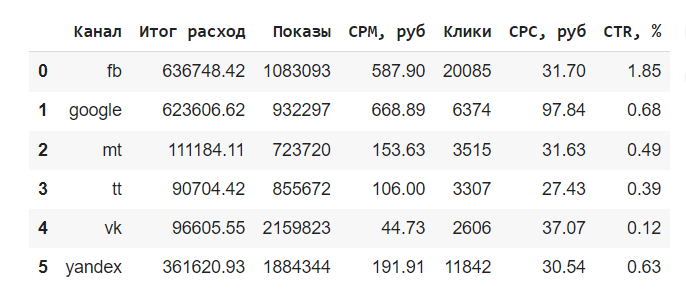 Канал Итог расход Показы CPM, руб Клики CPC, руб CTR, %
0 fb 636748.42 1083093 587.90 20085 31.70 1.85
1 google 623606.62 932297 668.89 6374 97.84 0.68
2 mt 111184.11 723720 153.63 3515 31.63 0.49
3 tt 90704.42 855672 106.00 3307 27.43 0.39
4 vk 96605.55 2159823 44.73 2606 37.07 0.12
5 yandex 361620.93 1884344 191.91 11842 30.54 0.63